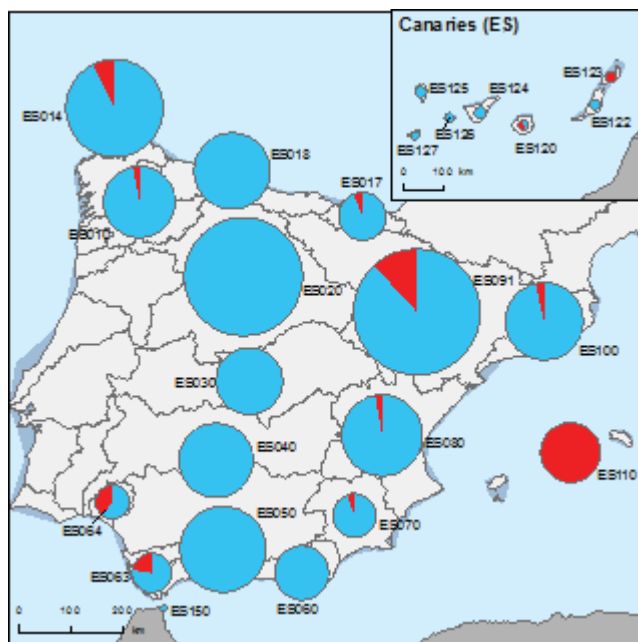 Canaries (ES)
ES123
ES125
ES124
ES122
ES126
ES127
ES120
0 100 km
ES014
ES018
ES017
ES010
ES020
ES091
ES100
ES030
ES080
ES040
ES110
ES050
ES070
ES064
ES063
ES060
ES150
0 100 200
km